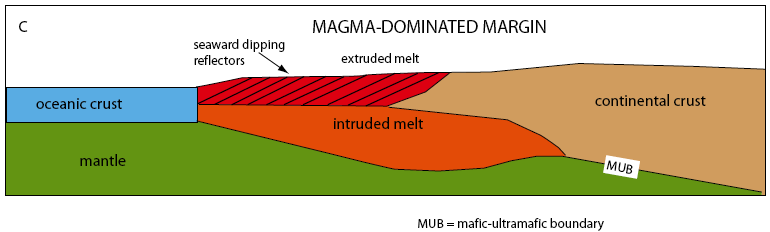 C
MAGMA-DOMINATED MARGIN
seaward dipping
reflectors
extruded melt
oceanic crust
continental crust
intruded melt
mantle
MUB
MUB = mafic-ultramafic boundary